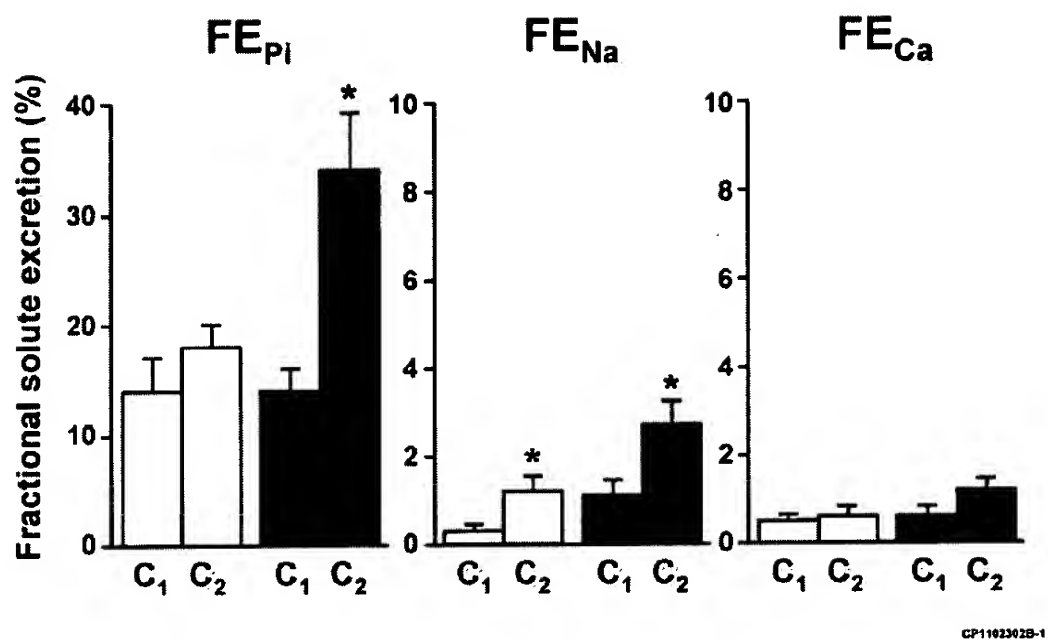 FEPi
FENa
FECa
Fractional solute excretion (%)
40
30
20
10
0
*
C1
C2
C1
C2
10
8
6
4
2
0
*
*
C1
C2
C1
C2
10
8
6
4
2
0
C1
C2
C1
C2
CP1102302B-1